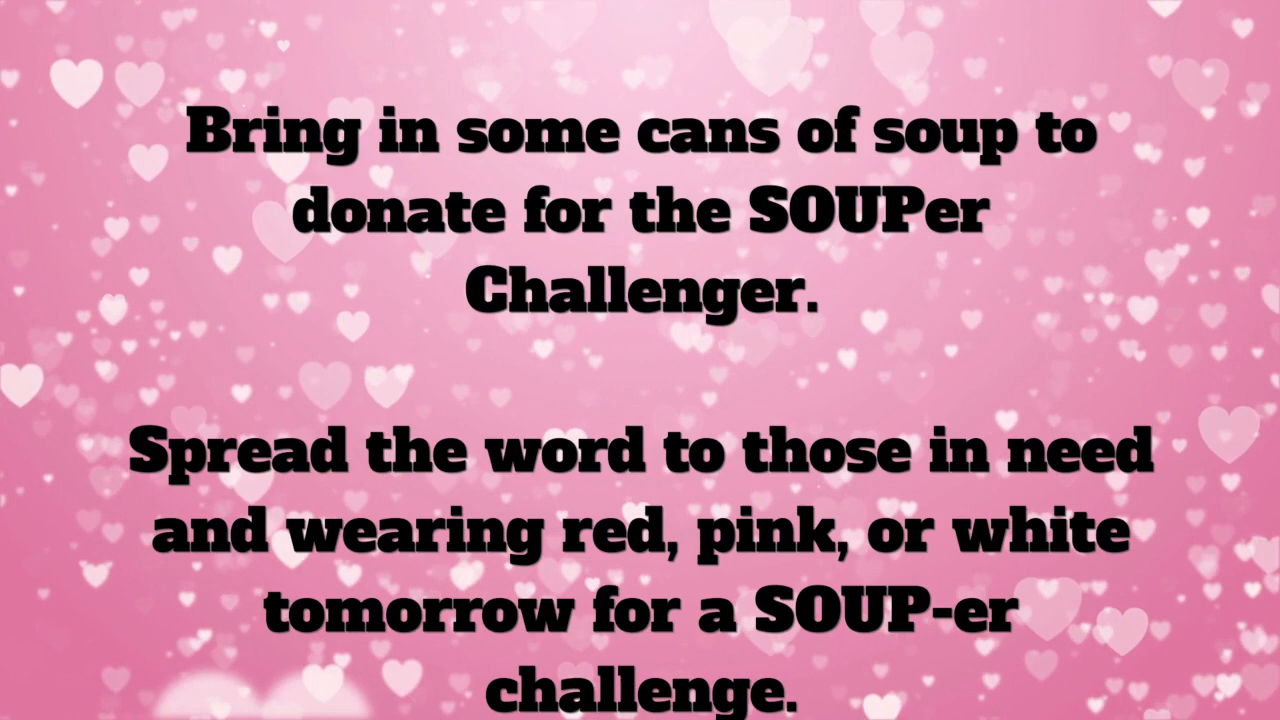 Bring in some cans of soup to
donate for the SOUPer
Challenger.
Spread the word to those in need
and wearing red, pink, or white
tomorrow for a SOUP-er
challenge.